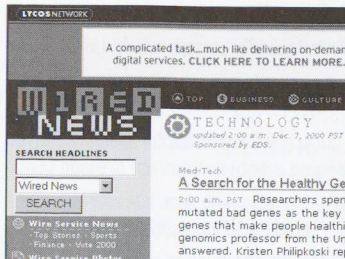 LYCOS NETWORK
A complicated task...much like delivering on-deman
digital services. CLICK HERE TO LEARN MORE.
WIRED
NEWS
TOP BUSINESS CULTURE
TECHNOLOGY
updated 2:00 a.m. Dec. 7, 2000 PST
Sponsored by EDS.
SEARCH HEADLINES
Wired News
SEARCH
Wire Service News
- Top Stories - Sports
- Finance - Vote 2000
Wire Service Photos
Med-Tech
A Search for the Healthy Ge
2:00 a.m. PST Researchers spen
mutated bad genes as the key
genes that make people healthi
genomics professor from the Un
answered. Kristen Philipkoski rep